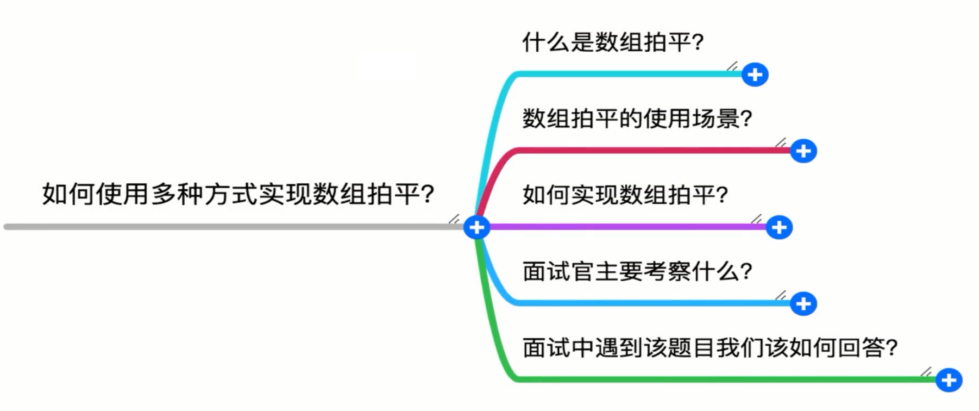 什么是数组拍平?
数组拍平的使用场景?
如何使用多种方式实现数组拍平?
如何实现数组拍平?
面试官主要考察什么?
面试中遇到该题目我们该如何回答?